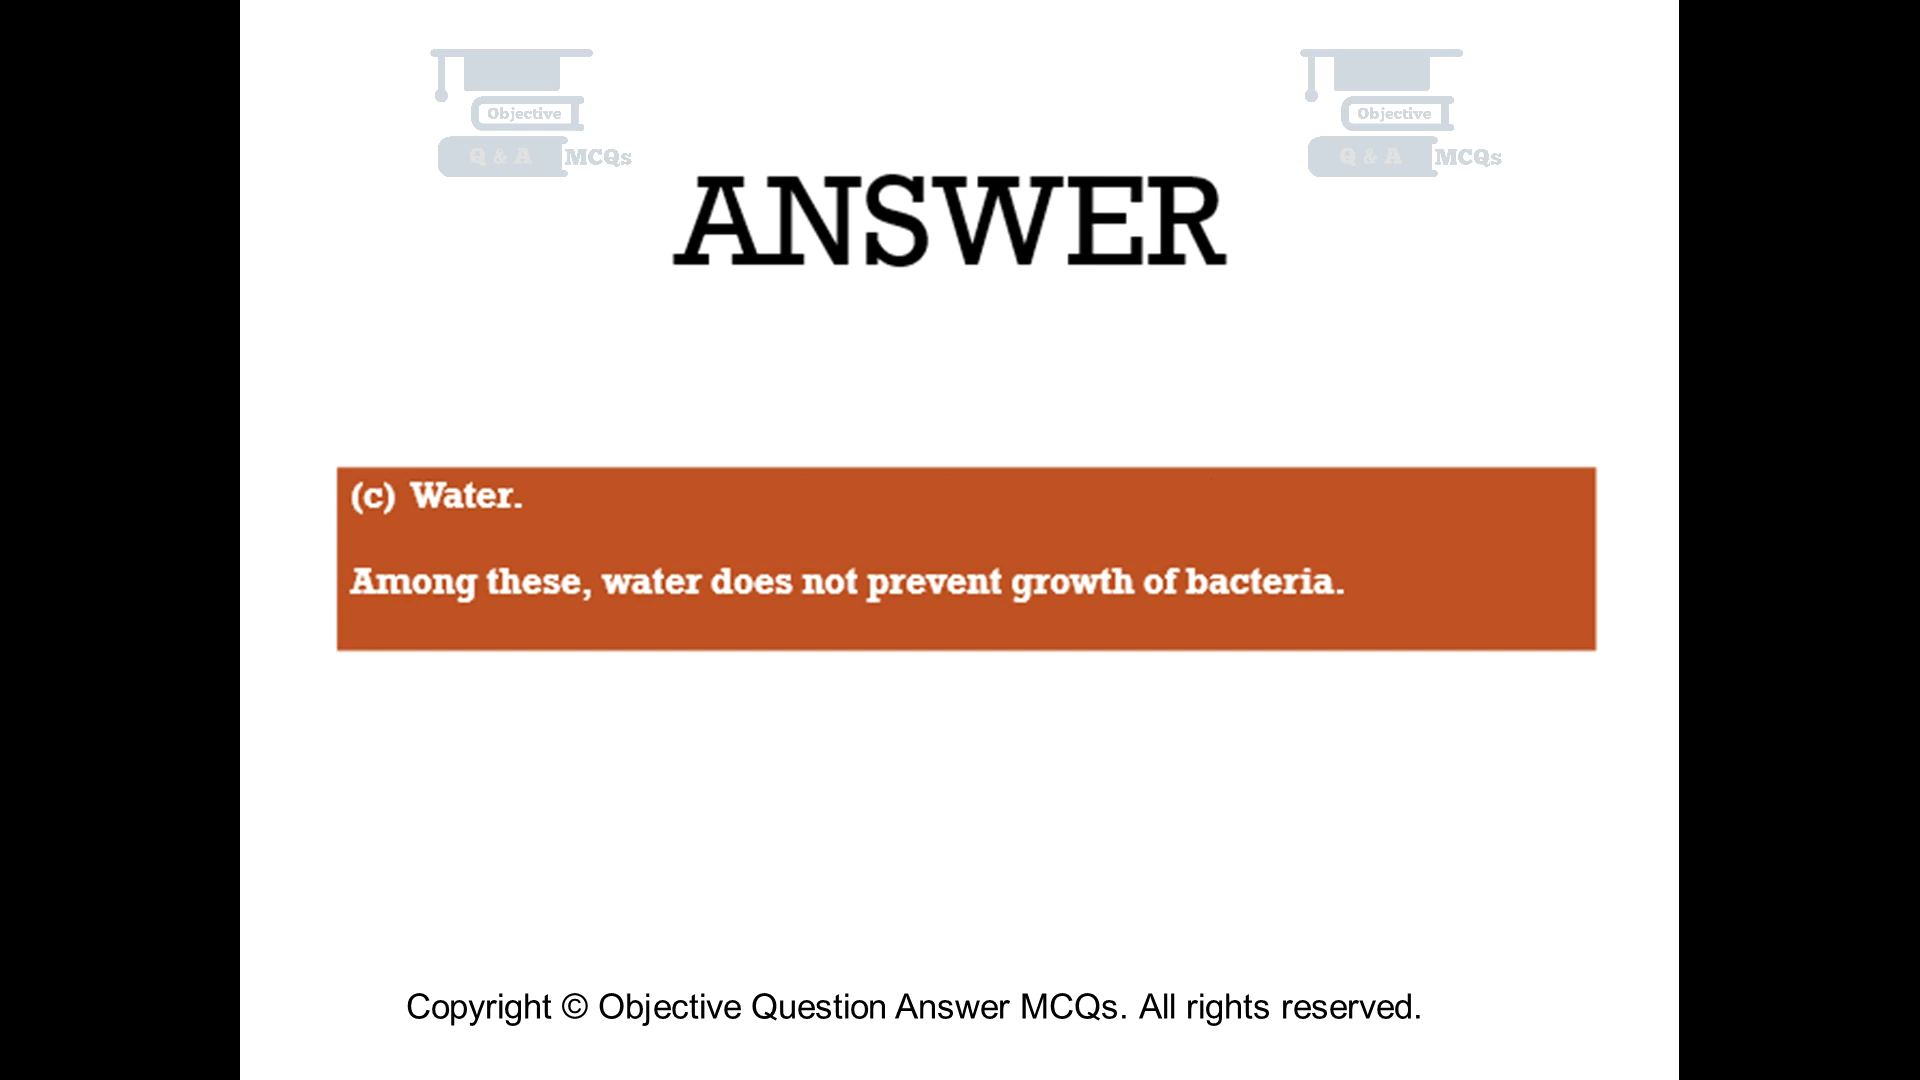 Objective
Q & A MCQs
Objective
Q & A MCQs
ANSWER
(c) Water.
Among these, water does not prevent growth of bacteria.
Copyright © Objective Question Answer MCQs. All rights reserved.